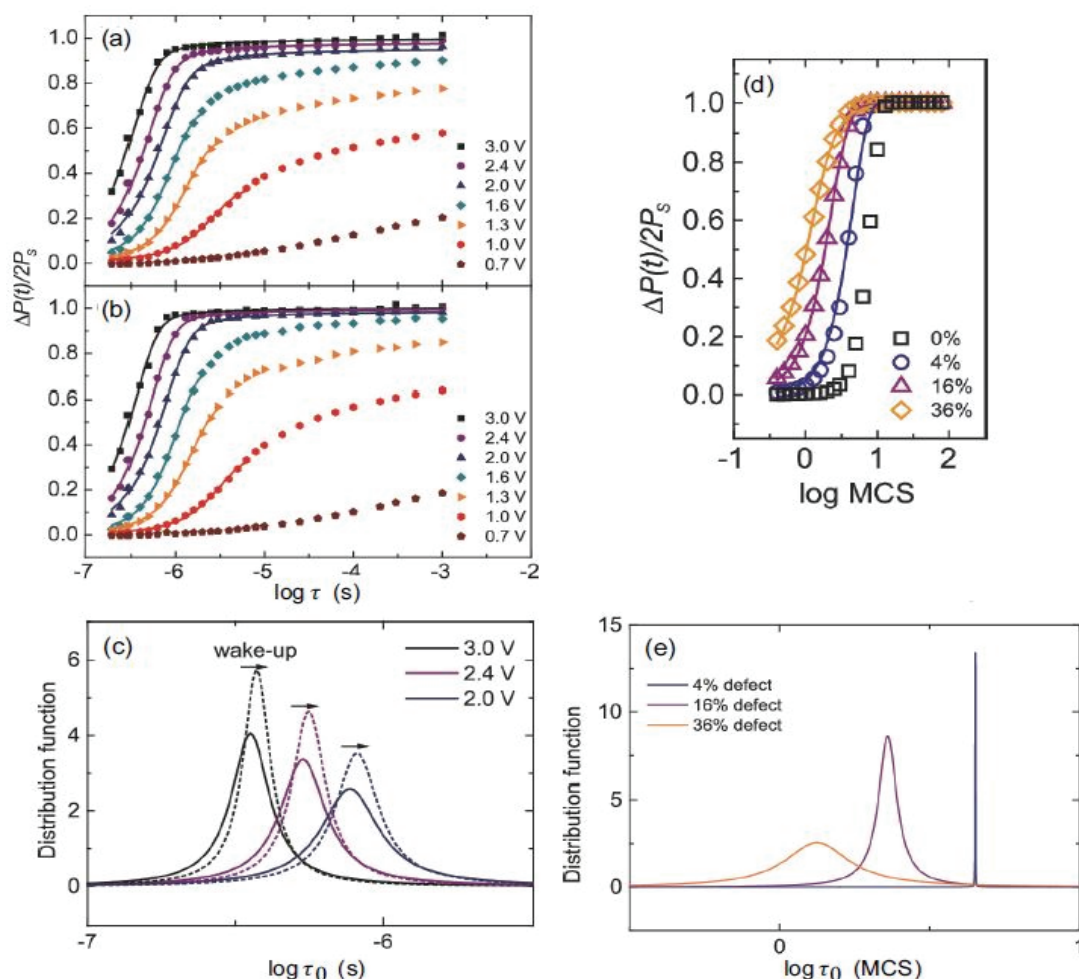 (a)
1.0
0.8
0.6
0.4
0.2
0.0
3.0 V
2.4 V
2.0 V
1.6 V
1.3 V
1.0 V
0.7 V
ΔP(t)/2Pₛ
(b)
1.0
0.8
0.6
0.4
0.2
0.0
3.0 V
2.4 V
2.0 V
1.6 V
1.3 V
1.0 V
0.7 V
-7 -6 -5 -4 -3 -2
log τ (s)
(d)
1.0
0.8
0.6
0.4
0.2
0.0
ΔP(t)/2Pₛ
0%
4%
16%
36%
-1 0 1 2
log MCS
(c)
wake-up
3.0 V
2.4 V
2.0 V
6
4
2
0
Distribution function
-7 -6
log τ₀ (s)
(e)
15
10
5
0
4% defect
16% defect
36% defect
Distribution function
0 1
log τ₀ (MCS)